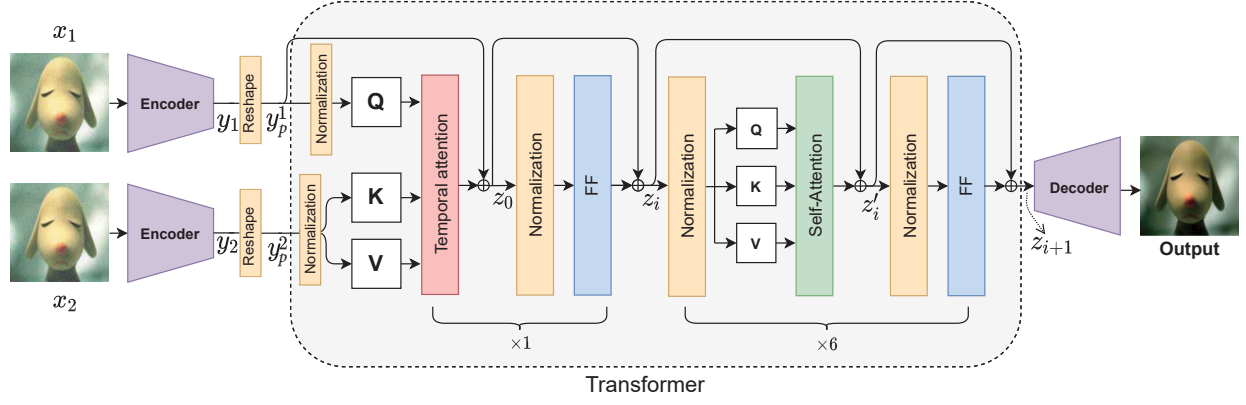 x₁
Encoder
y₁
Reshape
y¹ₚ
Normalization
Q
x₂
Encoder
y₂
Reshape
y²ₚ
Normalization
K
V
Temporal attention
z₀
Normalization
FF
zᵢ
×1
Normalization
Q
K
V
Self-Attention
z′ᵢ
Normalization
FF
×6
zᵢ₊₁
Transformer
Decoder
Output